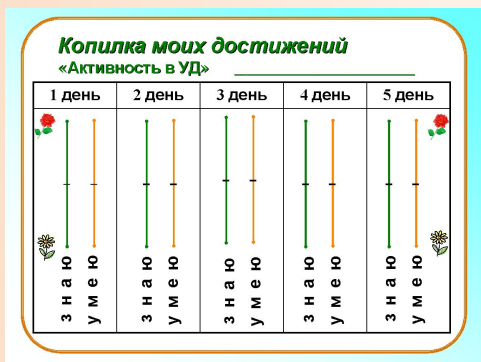 Копилка моих достижений
«Активность в УД»
1 день 2 день 3 день 4 день 5 день
знаю умею знаю умею знаю умею знаю умею знаю умею